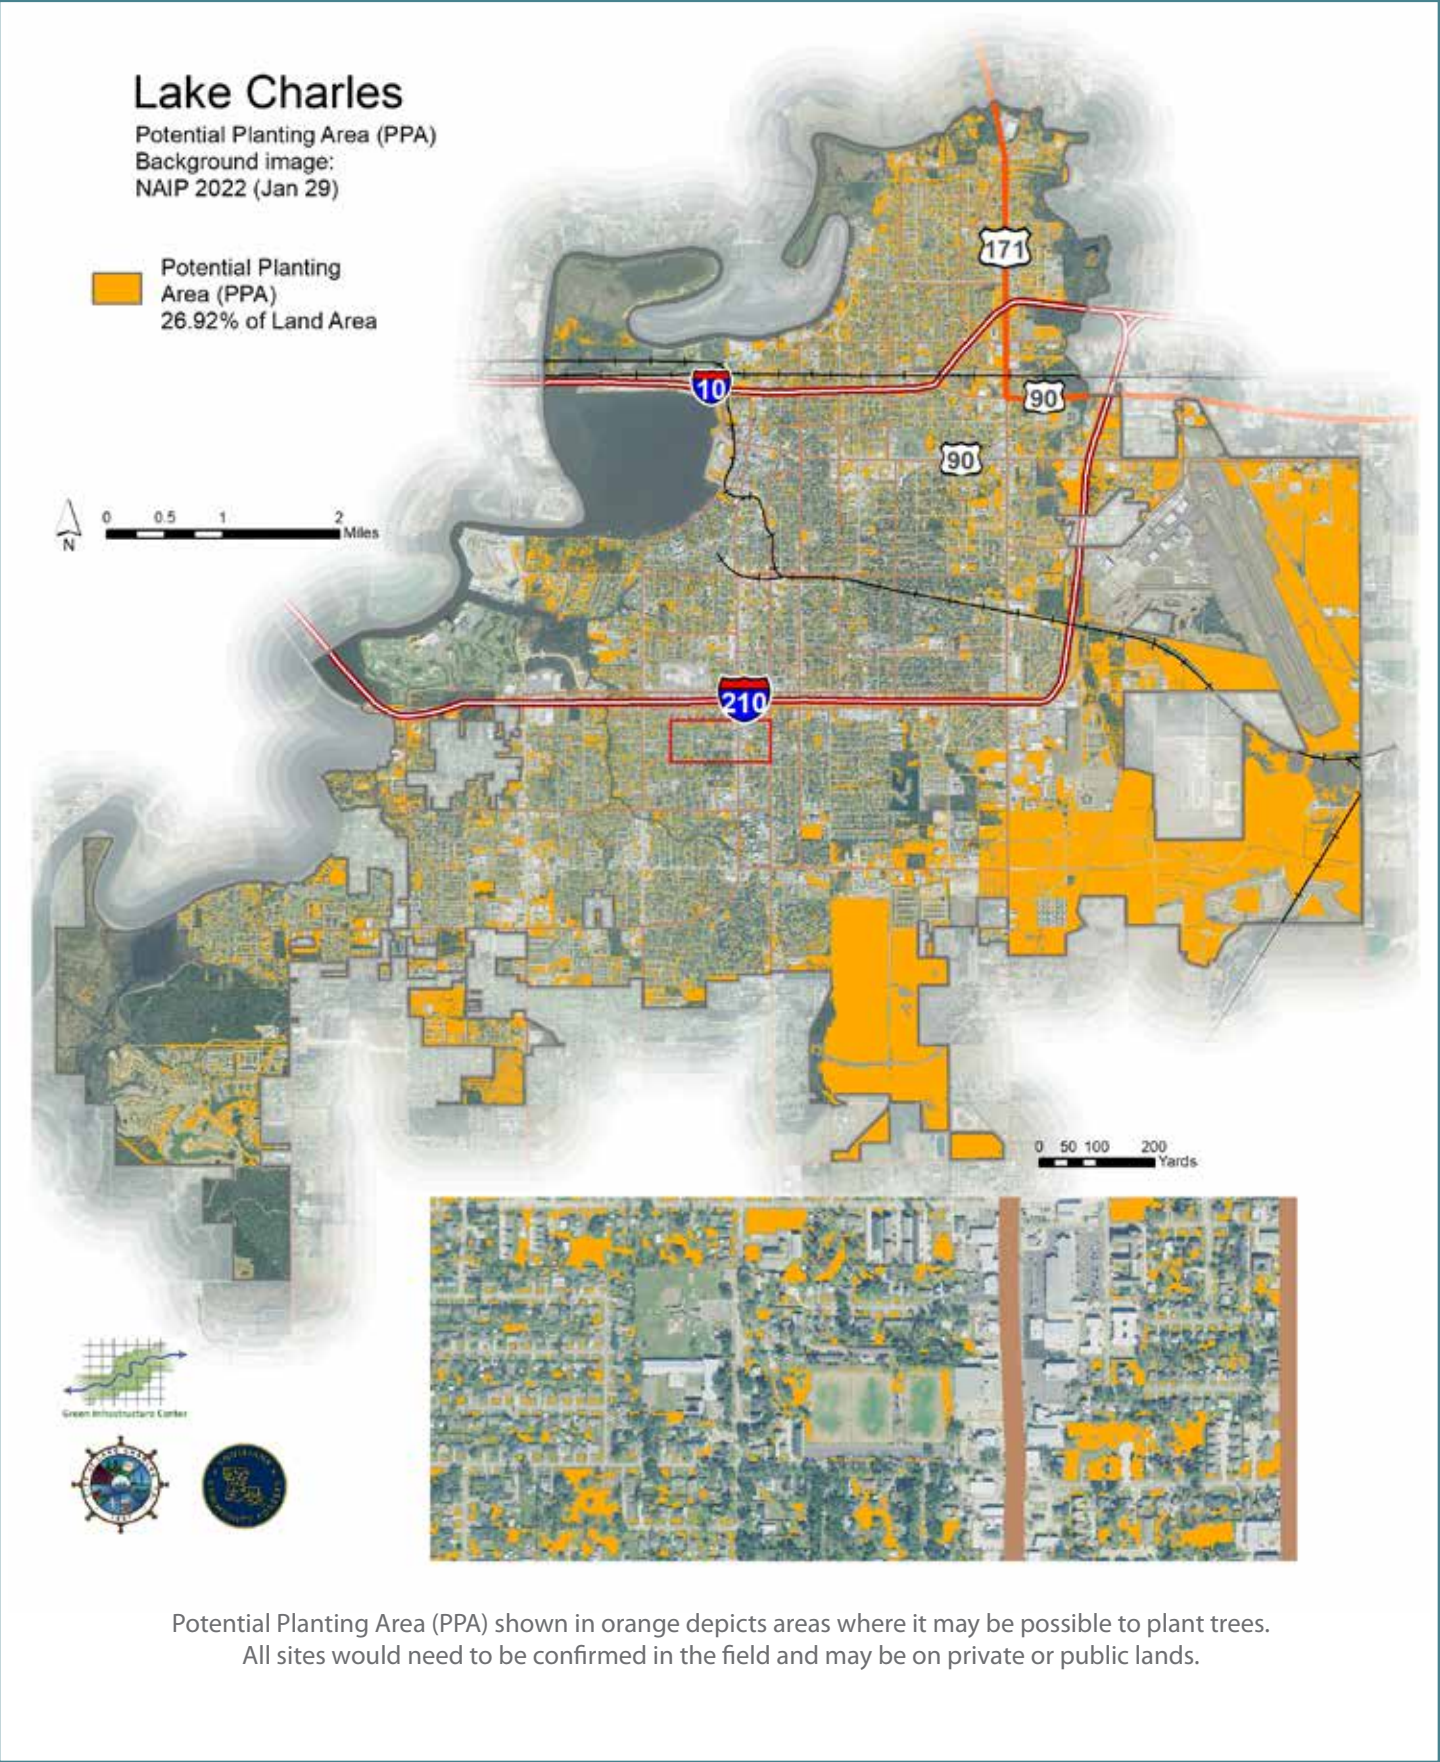 Lake Charles
Potential Planting Area (PPA)
Background image:
NAIP 2022 (Jan 29)
Potential Planting
Area (PPA)
26.92% of Land Area
171
10
90
90
0 0.5 1 2
Miles
N
210
0 50 100 200
Yards
Green Infrastructure Center
Potential Planting Area (PPA) shown in orange depicts areas where it may be possible to plant trees.
All sites would need to be confirmed in the field and may be on private or public lands.